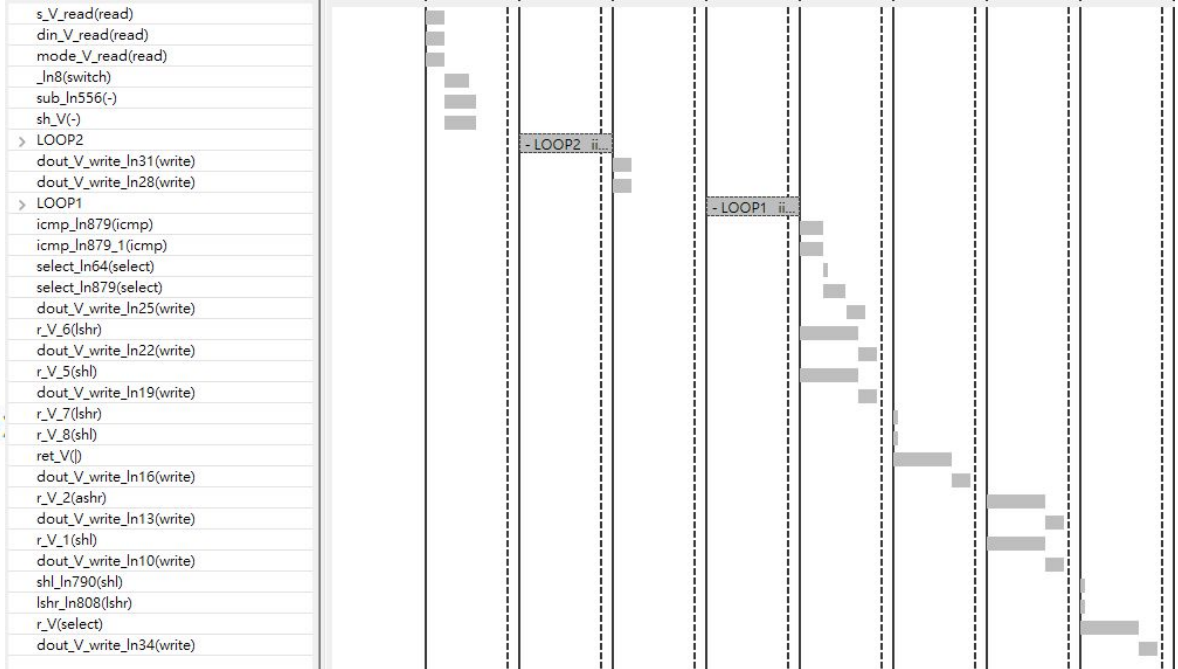 s_V_read(read)
din_V_read(read)
mode_V_read(read)
_ln8(switch)
sub_ln556(-)
sh_V(-)
LOOP2
- LOOP2 ii...
dout_V_write_ln31(write)
dout_V_write_ln28(write)
LOOP1
- LOOP1 ii...
icmp_ln879(icmp)
icmp_ln879_1(icmp)
select_ln64(select)
select_ln879(select)
dout_V_write_ln25(write)
r_V_6(lshr)
dout_V_write_ln22(write)
r_V_5(shl)
dout_V_write_ln19(write)
r_V_7(lshr)
r_V_8(shl)
ret_V(|)
dout_V_write_ln16(write)
r_V_2(ashr)
dout_V_write_ln13(write)
r_V_1(shl)
dout_V_write_ln10(write)
shl_ln790(shl)
lshr_ln808(lshr)
r_V(select)
dout_V_write_ln34(write)